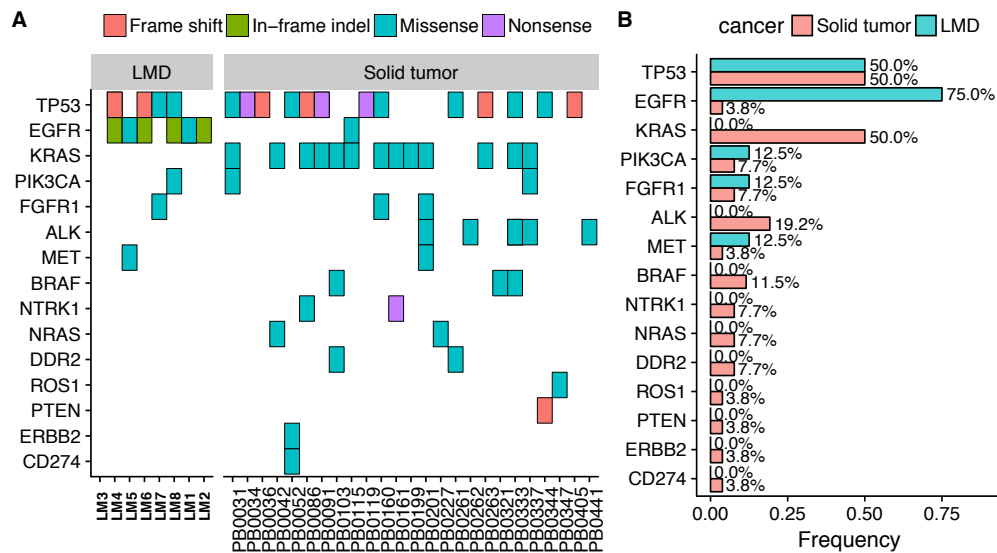 A
Frame shift In-frame indel Missense Nonsense
LMD Solid tumor
TP53
EGFR
KRAS
PIK3CA
FGFR1
ALK
MET
BRAF
NTRK1
NRAS
DDR2
ROS1
PTEN
ERBB2
CD274
LM3
LM4
LM5
LM6
LM7
LM8
LM1
LM2
PB0031
PB0034
PB0036
PB0042
PB0052
PB0086
PB0091
PB0103
PB0115
PB0119
PB0160
PB0161
PB0199
PB0201
PB0227
PB0261
PB0262
PB0263
PB0321
PB0333
PB0337
PB0344
PB0347
PB0405
PB0441
B
cancer Solid tumor LMD
TP53 50.0%
50.0%
EGFR 75.0%
3.8%
KRAS 0.0%
50.0%
PIK3CA 12.5%
7.7%
FGFR1 12.5%
7.7%
ALK 0.0%
19.2%
MET 12.5%
3.8%
BRAF 0.0%
11.5%
NTRK1 0.0%
7.7%
NRAS 0.0%
7.7%
DDR2 0.0%
7.7%
ROS1 0.0%
3.8%
PTEN 0.0%
3.8%
ERBB2 0.0%
3.8%
CD274 0.0%
3.8%
0.00 0.25 0.50 0.75
Frequency